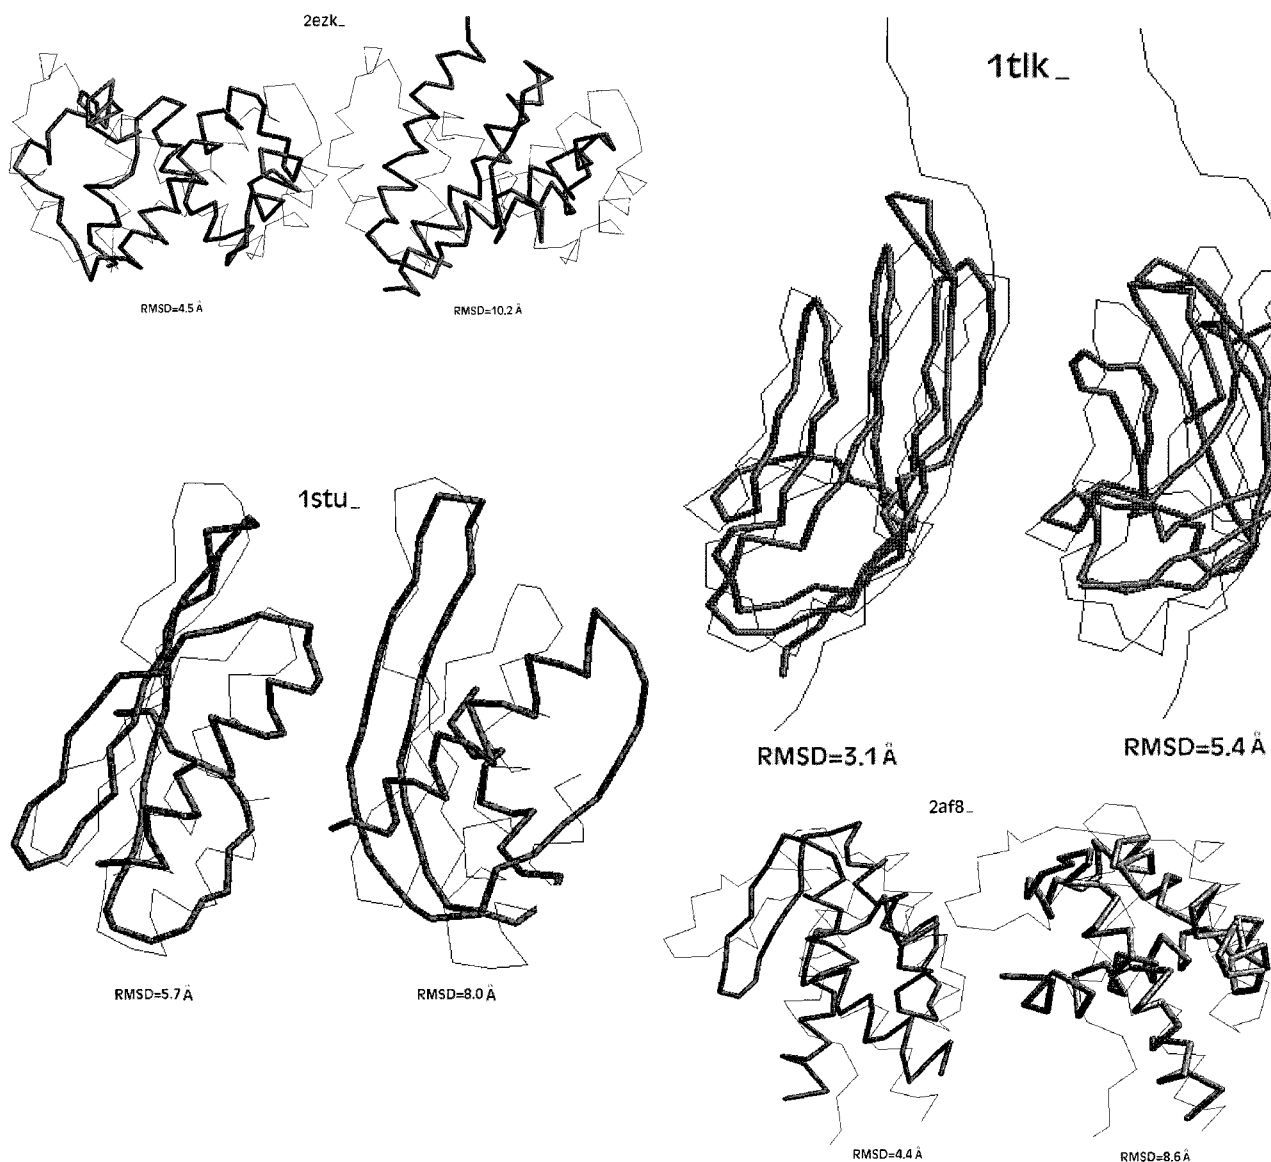 2ezk_
RMSD=4.5 Å
RMSD=10.2 Å
1tlk_
RMSD=3.1 Å
RMSD=5.4 Å
1stu_
RMSD=5.7 Å
RMSD=8.0 Å
2af8_
RMSD=4.4 Å
RMSD=8.6 Å